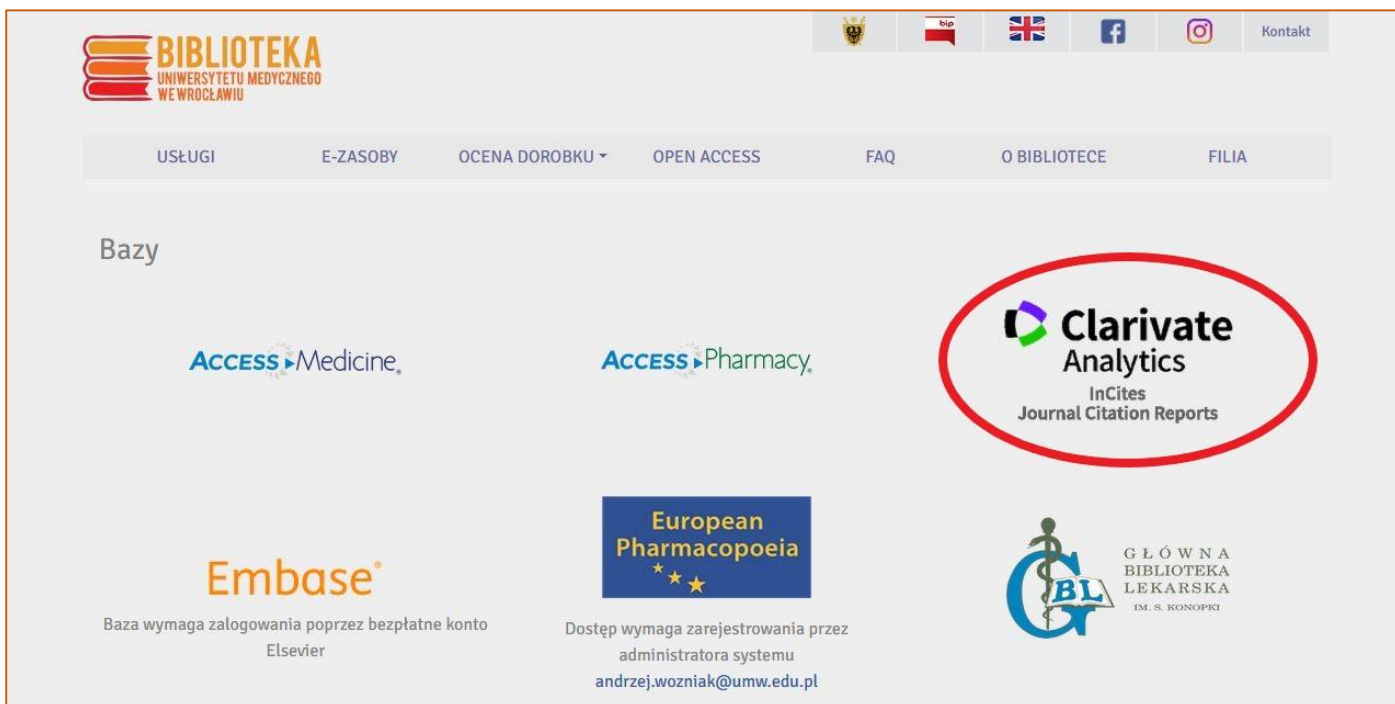 BIBLIOTEKA
UNIWERSYTETU MEDYCZNEGO
WE WROCŁAWIU
bip
Kontakt
USŁUGI E-ZASOBY OCENA DOROBKU OPEN ACCESS FAQ O BIBLIOTECE FILIA
Bazy
ACCESS Medicine®
ACCESS Pharmacy®
Clarivate
Analytics
InCites
Journal Citation Reports
Embase®
Baza wymaga zalogowania poprzez bezpłatne konto
Elsevier
European
Pharmacopoeia
Dostęp wymaga zarejestrowania przez
administratora systemu
andrzej.wozniak@umw.edu.pl
GBL
GŁÓWNA
BIBLIOTEKA
LEKARSKA
IM. S. KONOPKI